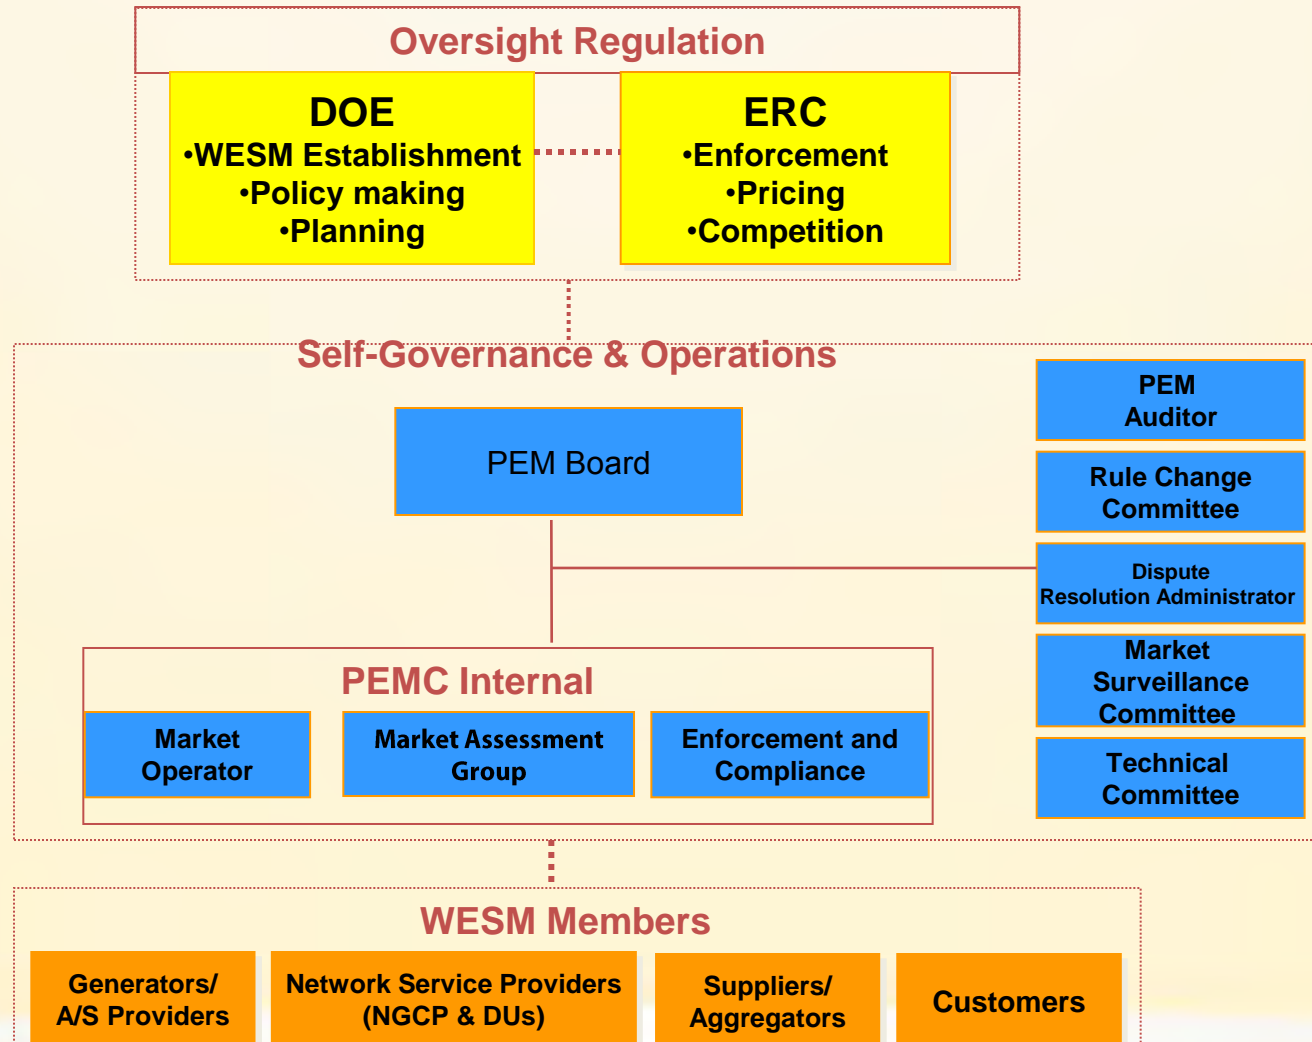 Oversight Regulation
DOE
•WESM Establishment
•Policy making
•Planning
ERC
•Enforcement
•Pricing
•Competition
Self-Governance & Operations
PEM Board
PEM
Auditor
Rule Change
Committee
Dispute
Resolution Administrator
Market
Surveillance
Committee
Technical
Committee
PEMC Internal
Market
Operator
Market Assessment
Group
Enforcement and
Compliance
WESM Members
Generators/
A/S Providers
Network Service Providers
(NGCP & DUs)
Suppliers/
Aggregators
Customers